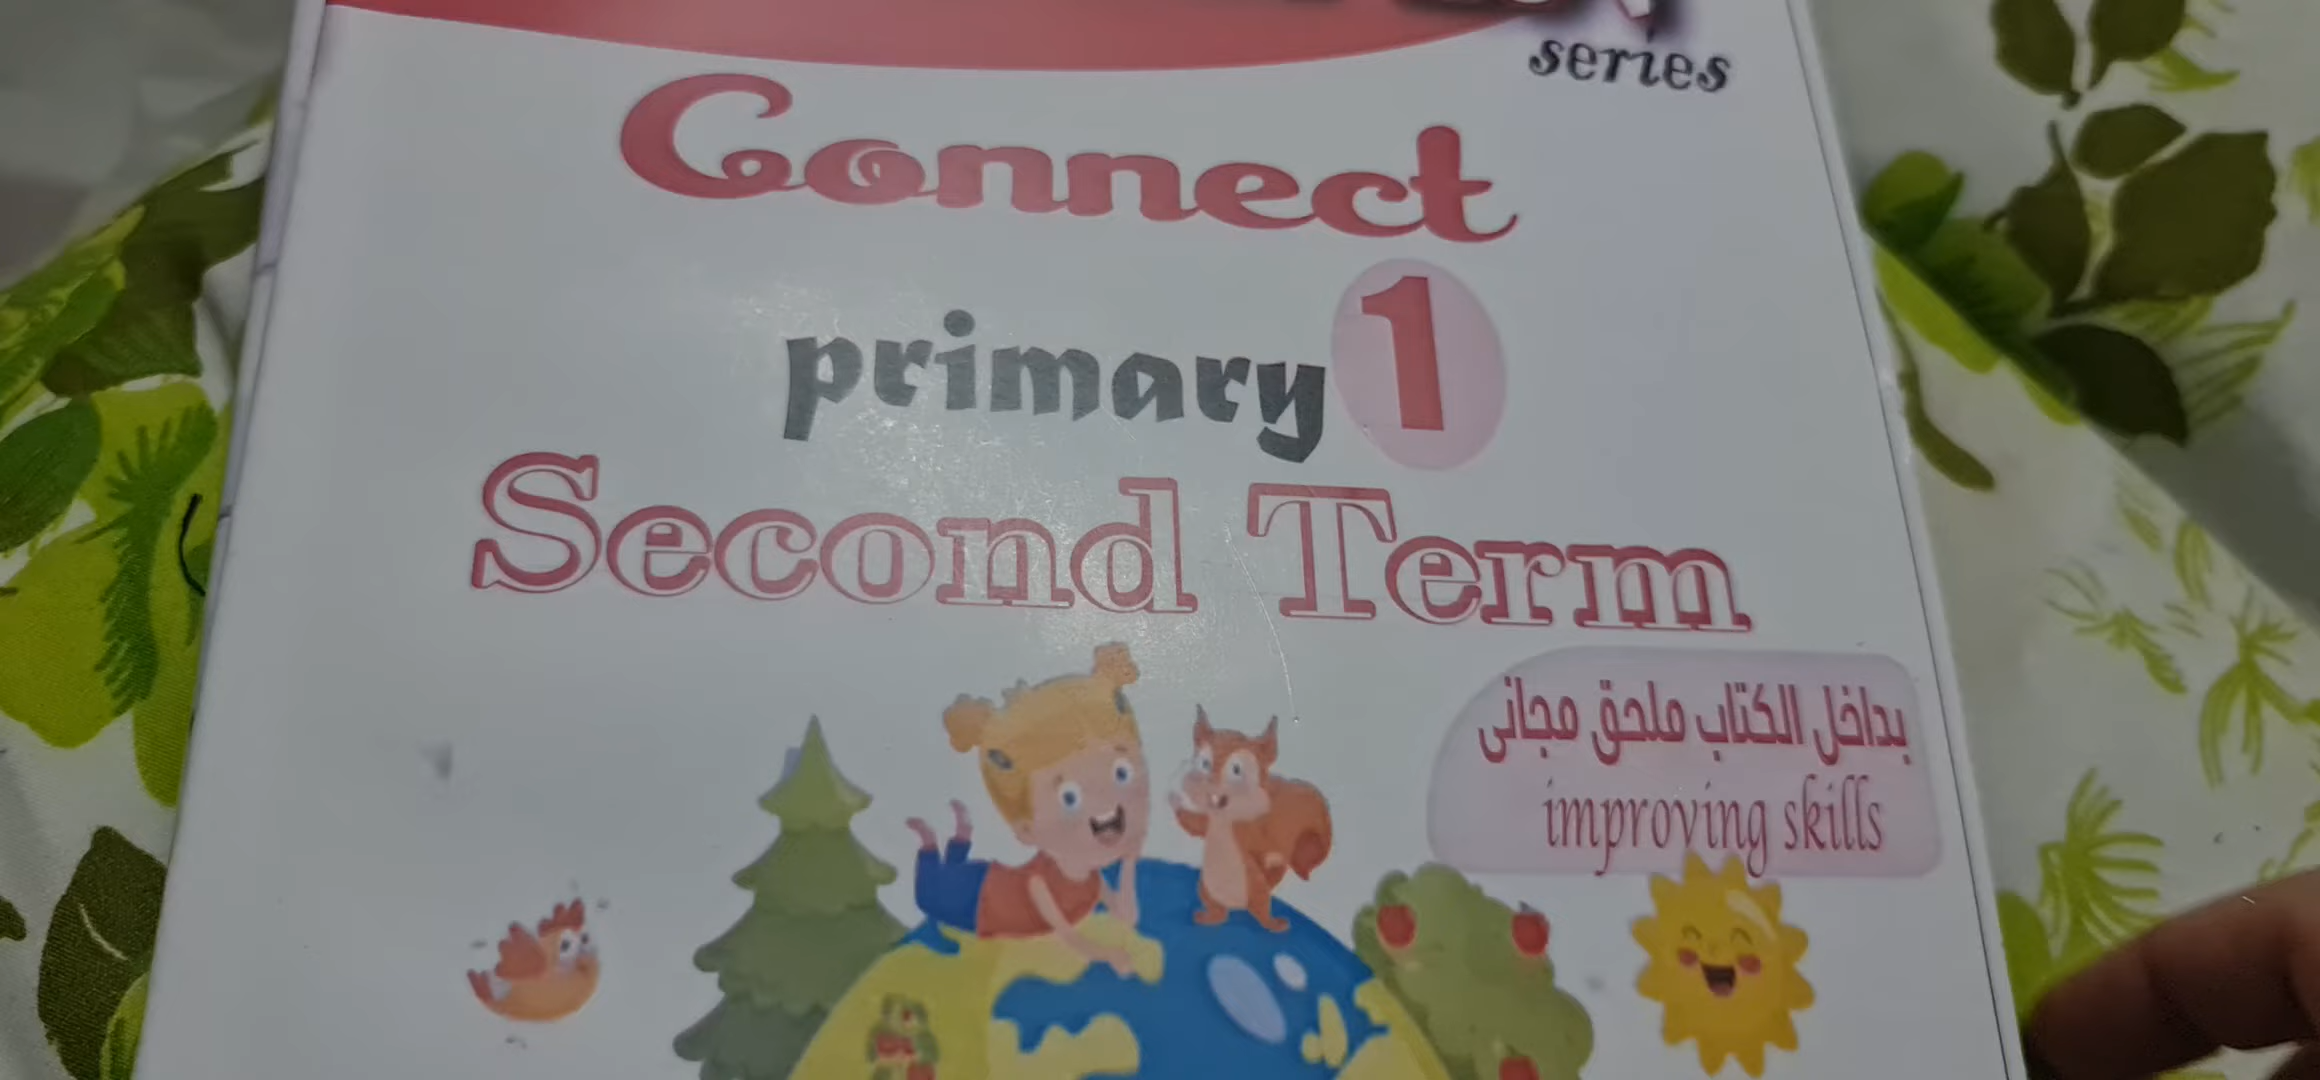 series
Connect
primary 1
Second Term
بداخل الكتاب ملحق مجانى
improving skills